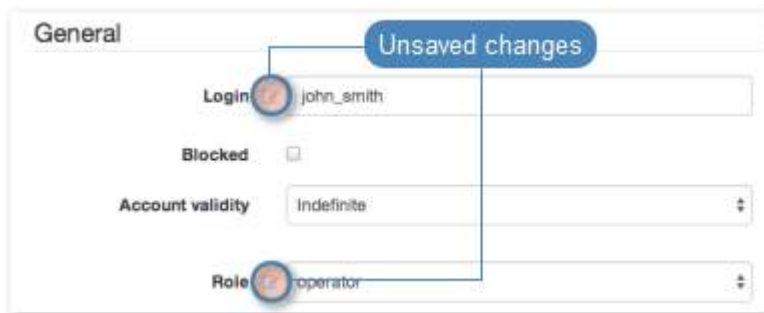 General
Unsaved changes
Login john_smith
Blocked
Account validity Indefinite
Role operator